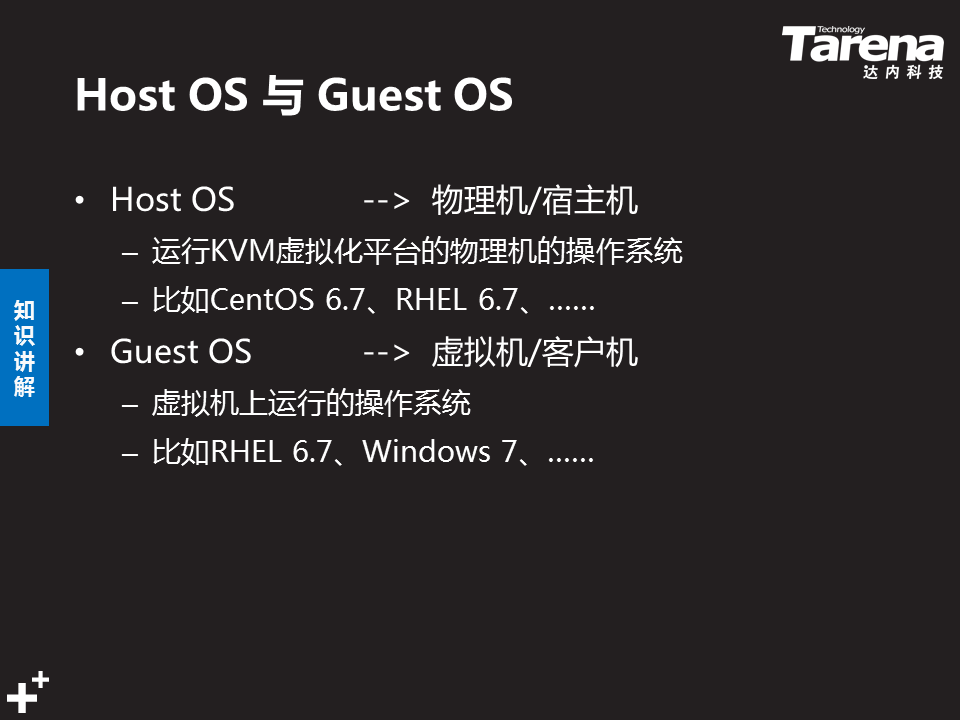 Technology
Tarena
达内科技
Host OS 与 Guest OS
• Host OS --> 物理机/宿主机
– 运行KVM虚拟化平台的物理机的操作系统
– 比如CentOS 6.7、RHEL 6.7、……
• Guest OS --> 虚拟机/客户机
– 虚拟机上运行的操作系统
– 比如RHEL 6.7、Windows 7、……
知
识
讲
解